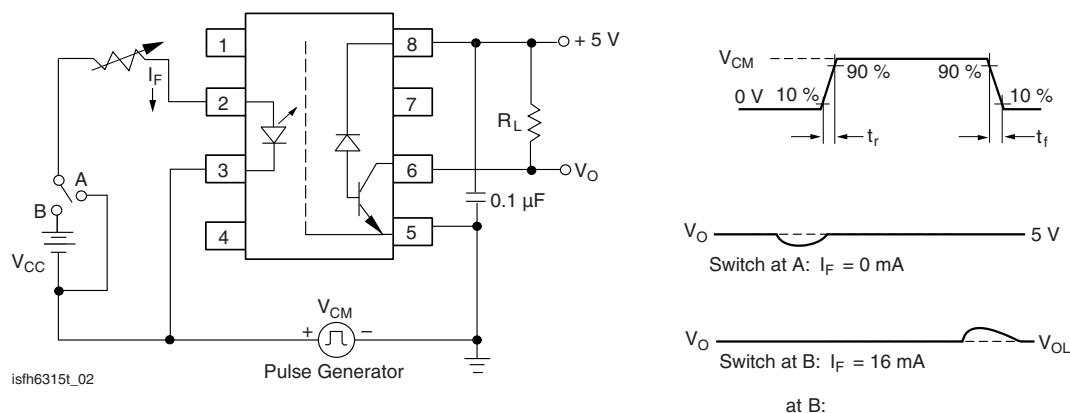 1
2
3
4
8
7
6
5
I_F
A
B
V_CC
+ 5 V
R_L
V_O
0.1 µF
V_CM
+
–
Pulse Generator
isfh6315t_02
V_CM
0 V
10 %
90 %
90 %
10 %
t_r
t_f
V_O
5 V
Switch at A: I_F = 0 mA
V_O
V_OL
Switch at B: I_F = 16 mA
at B: